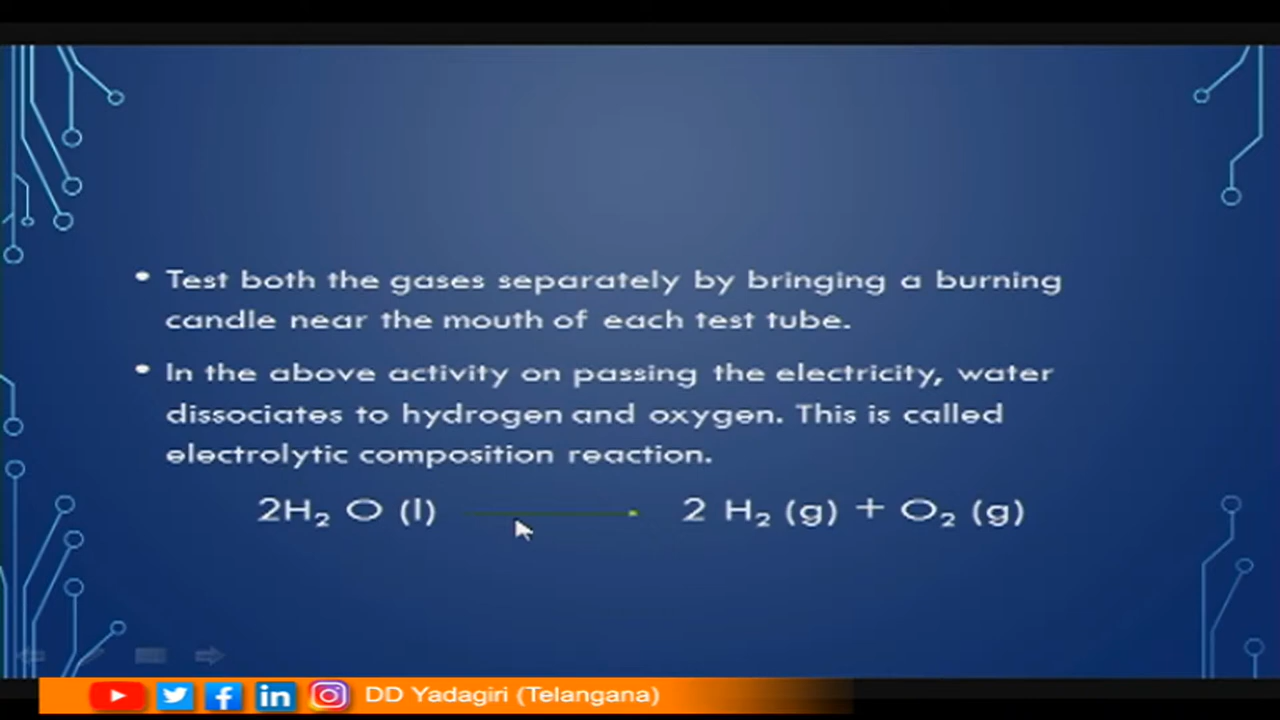 • Test both the gases separately by bringing a burning
candle near the mouth of each test tube.
• In the above activity on passing the electricity, water
dissociates to hydrogen and oxygen. This is called
electrolytic composition reaction.
2H₂ O (l) 2 H₂ (g) + O₂ (g)
DD Yadagiri (Telangana)